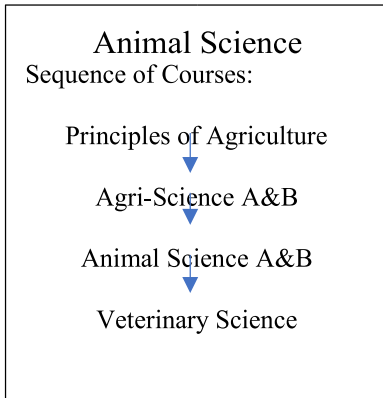 Animal Science
Sequence of Courses:
Principles of Agriculture
Agri-Science A&B
Animal Science A&B
Veterinary Science